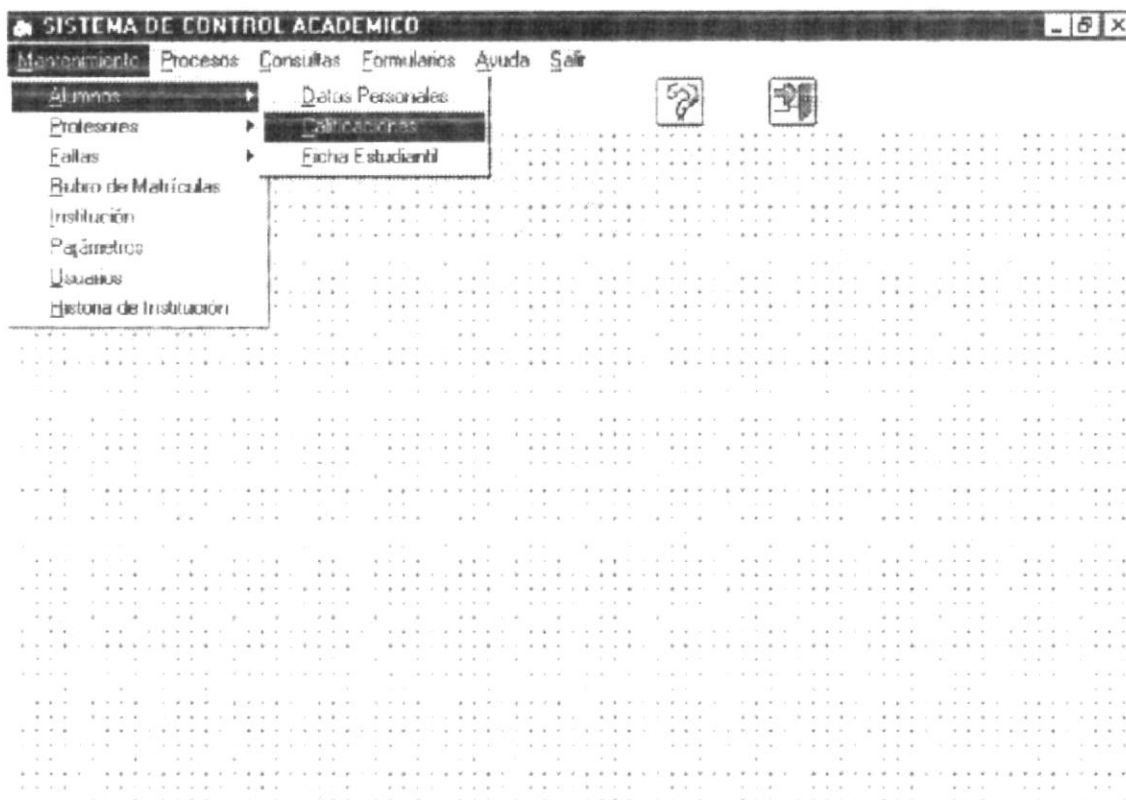 SISTEMA DE CONTROL ACADEMICO
Mantenimiento Procesos Consultas Formularios Ayuda Salir
Alumnos
Profesores
Faltas
Rubro de Matrículas
Institución
Parámetros
Usuarios
Historia de Institución
Datos Personales
Calificaciones
Ficha Estudiantil